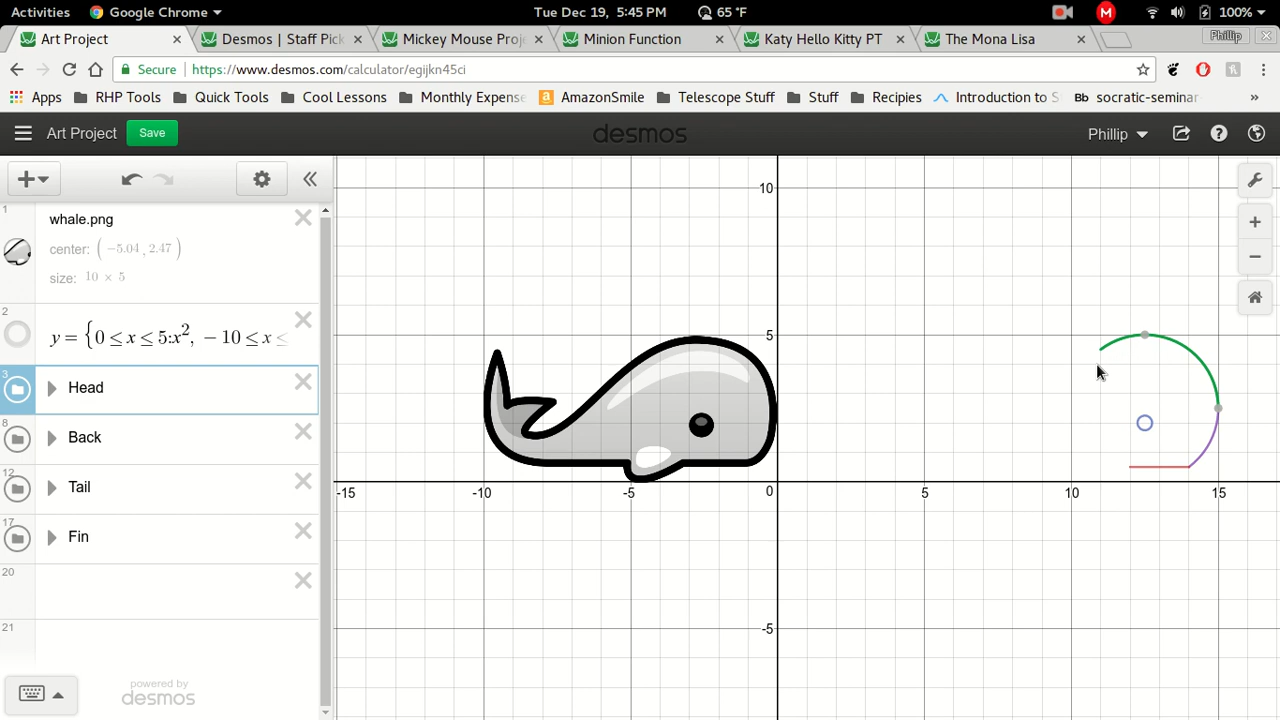 Activities Google Chrome Tue Dec 19, 5:45 PM 65 °F M 100%
Art Project Desmos | Staff Pick Mickey Mouse Proj Minion Function Katy Hello Kitty PT The Mona Lisa Phillip
Secure https://www.desmos.com/calculator/egijkn45ci
Apps RHP Tools Quick Tools Cool Lessons Monthly Expense AmazonSmile Telescope Stuff Stuff Recipies Introduction to Bb socratic-seminar »
Art Project Save desmos Phillip
1 whale.png
center: (−5.04, 2.47)
size: 10 × 5
2 y = {0 ≤ x ≤ 5:x², −10 ≤ x ≤
3 Head
8 Back
12 Tail
17 Fin
20
21
powered by
desmos
10
5
-15 -10 -5 0 5 10 15
-5